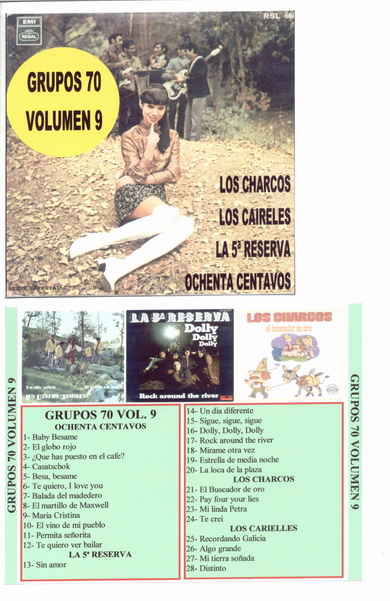 EMI
REGAL
RSL 60
GRUPOS 70
VOLUMEN 9
LOS CHARCOS
LOS CAIRELES
LA 5ª RESERVA
OCHENTA CENTAVOS
LA 5ª RESERVA
Dolly
Dolly
Dolly
Rock around the river
LOS CHARCOS
el buscador de oro
GRUPOS 70 VOLUMEN 9
GRUPOS 70 VOL. 9
OCHENTA CENTAVOS
1- Baby Besame
2- El globo rojo
3- ¿Que has puesto en el cafe?
4- Casatschok
5- Besa, besame
6- Te quiero, I love you
7- Balada del madedero
8- El martillo de Maxwell
9- Maria Cristina
10- El vino de mi pueblo
11- Permita señorita
12- Te quiero ver bailar
LA 5ª RESERVA
13- Sin amor
14- Un dia diferente
15- Sigue, sigue, sigue
16- Dolly, Dolly, Dolly
17- Rock around the river
18- Mirame otra vez
19- Estrella de media noche
20- La loca de la plaza
LOS CHARCOS
21- El Buscador de oro
22- Pay four your lies
23- Mi linda Petra
24- Te crei
LOS CARIELLES
25- Recordando Galicia
26- Algo grande
27- Mi tierra soñada
28- Distinto
GRUPOS 70 VOLUMEN 9